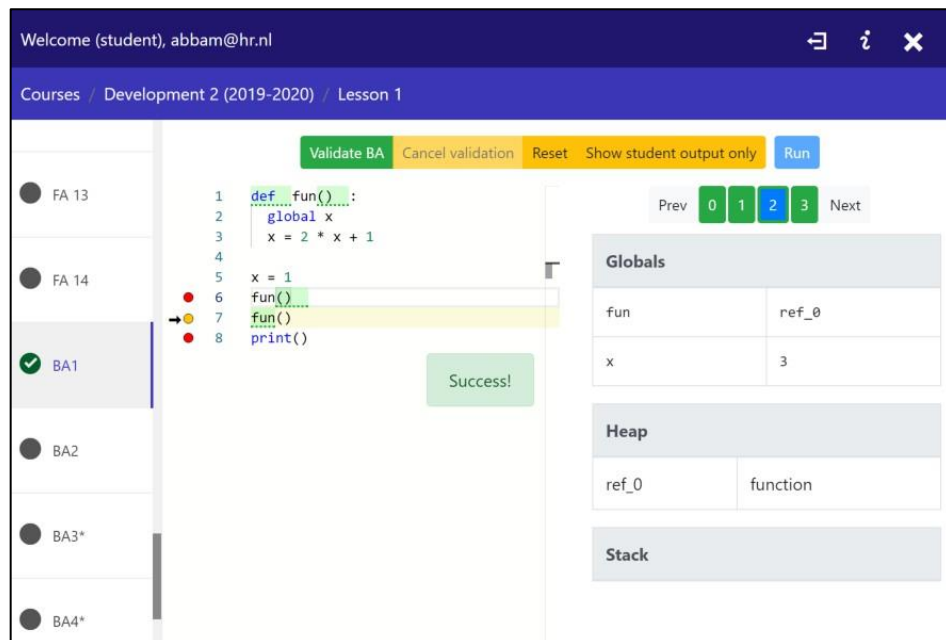 Welcome (student), abbam@hr.nl
Courses / Development 2 (2019-2020) / Lesson 1
Validate BA Cancel validation Reset Show student output only Run
FA 13
FA 14
BA1
BA2
BA3*
BA4*
1 def fun() :
2 global x
3 x = 2 * x + 1
4
5 x = 1
6 fun()
7 fun()
8 print()
Success!
Prev 0 1 2 3 Next
Globals
fun ref_0
x 3
Heap
ref_0 function
Stack